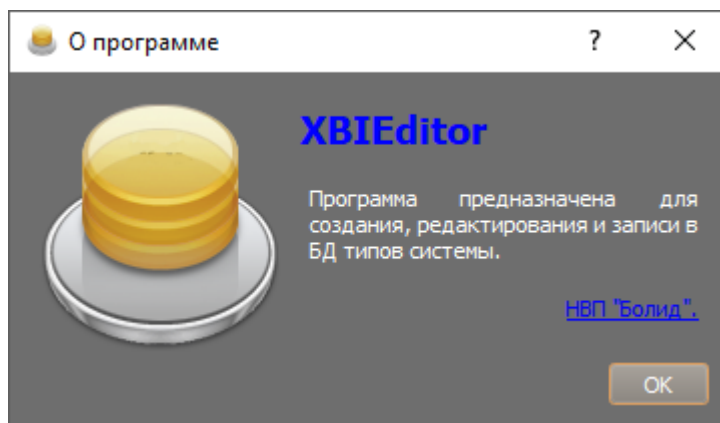 О программе
?
XBIEditor
Программа предназначена для
создания, редактирования и записи в
БД типов системы.
НВП "Болид".
OK